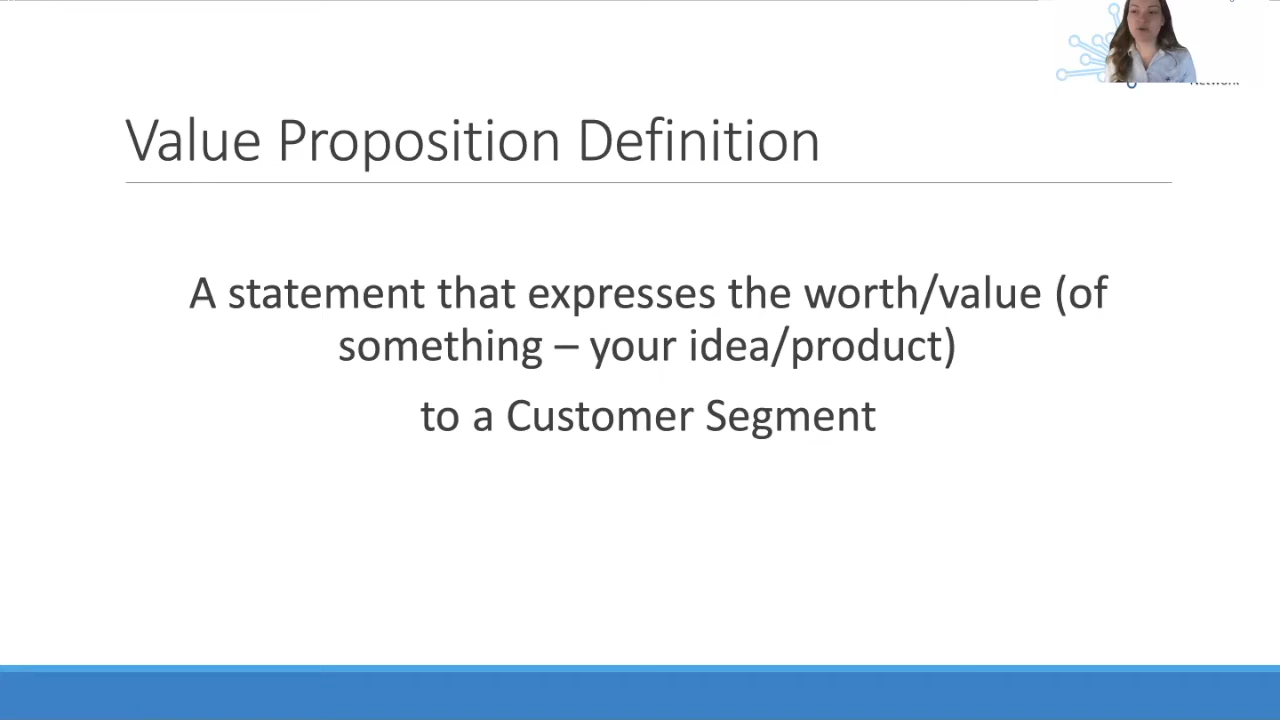 Value Proposition Definition
A statement that expresses the worth/value (of
something – your idea/product)
to a Customer Segment